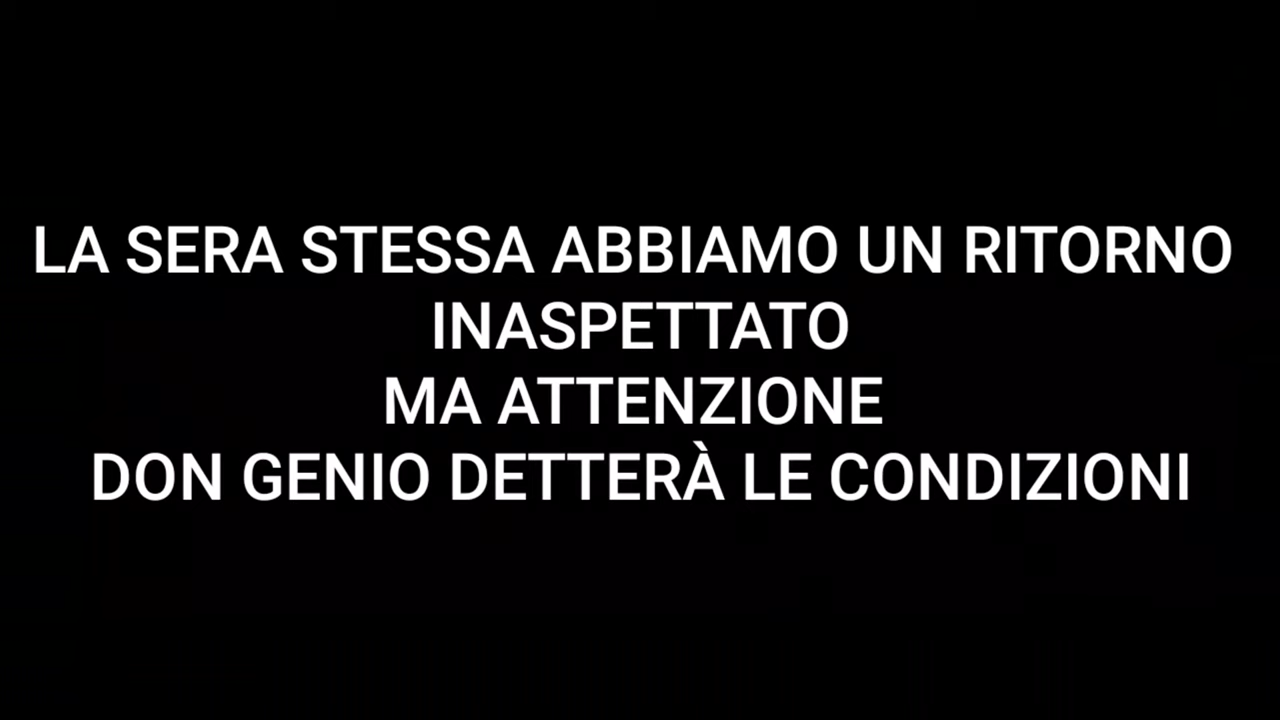 LA SERA STESSA ABBIAMO UN RITORNO
INASPETTATO
MA ATTENZIONE
DON GENIO DETTERÀ LE CONDIZIONI